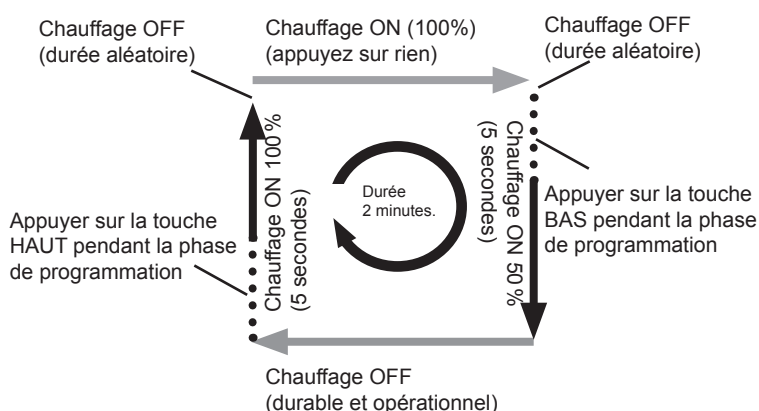 Chauffage OFF
(durée aléatoire)
Chauffage ON (100%)
(appuyez sur rien)
Chauffage OFF
(durée aléatoire)
Chauffage ON 100 %
(5 secondes)
Durée
2 minutes.
Chauffage ON 50 %
(5 secondes)
Appuyer sur la touche
HAUT pendant la phase
de programmation
Appuyer sur la touche
BAS pendant la phase
de programmation
Chauffage OFF
(durable et opérationnel)